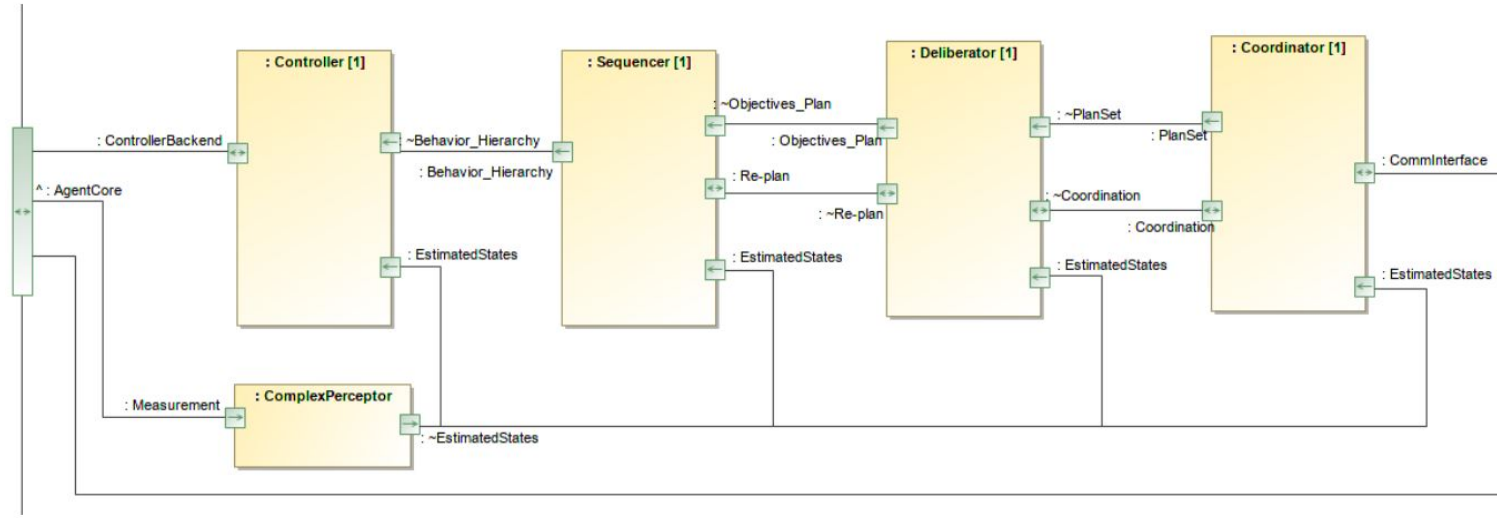 : Controller [1]
: Sequencer [1]
: Deliberator [1]
: Coordinator [1]
: ControllerBackend
^ : AgentCore
: ~Behavior_Hierarchy
: Behavior_Hierarchy
: ~Objectives_Plan
: Objectives_Plan
: Re-plan
: ~Re-plan
: ~PlanSet
: PlanSet
: ~Coordination
: Coordination
: CommInterface
: EstimatedStates
: EstimatedStates
: EstimatedStates
: EstimatedStates
: Measurement
: ComplexPerceptor
: ~EstimatedStates